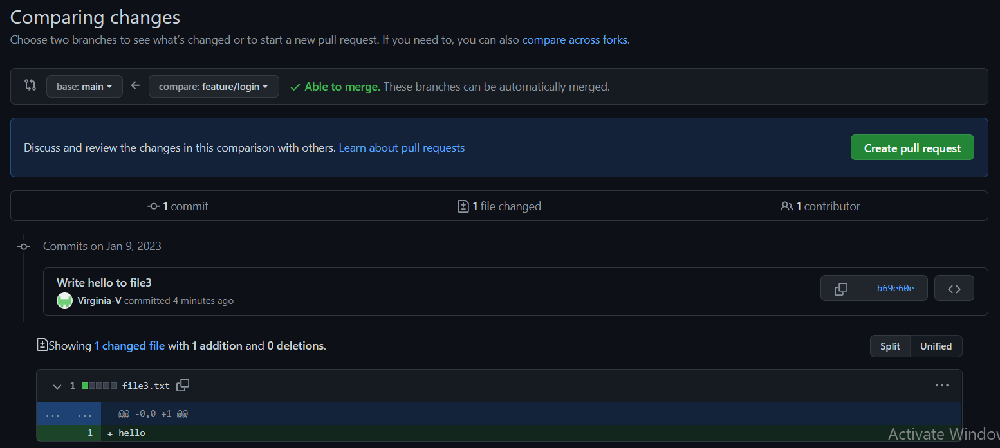 Comparing changes
Choose two branches to see what's changed or to start a new pull request. If you need to, you can also compare across forks.
base: main compare: feature/login Able to merge. These branches can be automatically merged.
Discuss and review the changes in this comparison with others. Learn about pull requests Create pull request
1 commit 1 file changed 1 contributor
Commits on Jan 9, 2023
Write hello to file3
Virginia-V committed 4 minutes ago b69e60e
Showing 1 changed file with 1 addition and 0 deletions. Split Unified
1 file3.txt
... ... @@ -0,0 +1 @@
1 + hello
Activate